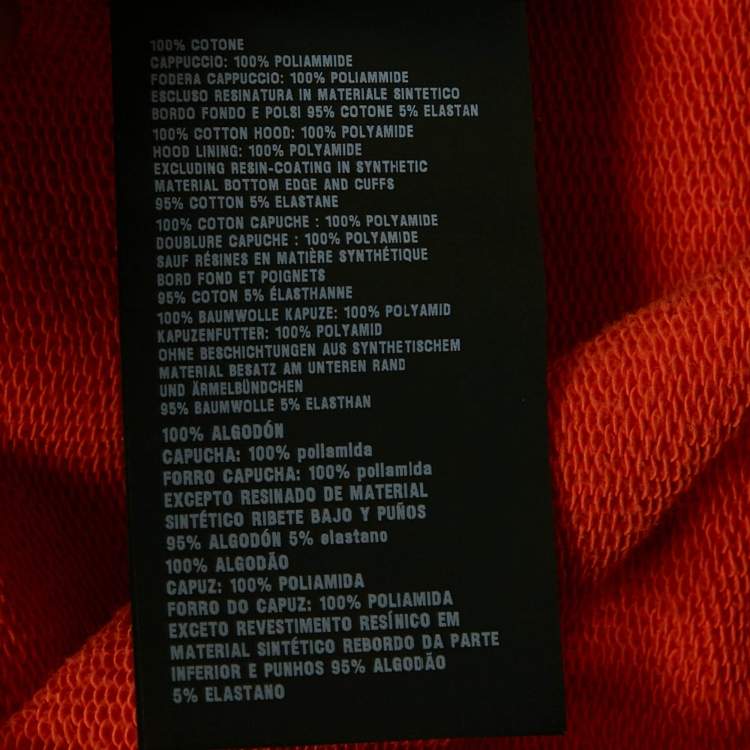 100% COTONE
CAPPUCCIO: 100% POLIAMMIDE
FODERA CAPPUCCIO: 100% POLIAMMIDE
ESCLUSO RESINATURA IN MATERIALE SINTETICO
BORDO FONDO E POLSI 95% COTONE 5% ELASTAN
100% COTTON HOOD: 100% POLYAMIDE
HOOD LINING: 100% POLYAMIDE
EXCLUDING RESIN-COATING IN SYNTHETIC
MATERIAL BOTTOM EDGE AND CUFFS
95% COTTON 5% ELASTANE
100% COTON CAPUCHE : 100% POLYAMIDE
DOUBLURE CAPUCHE : 100% POLYAMIDE
SAUF RÉSINES EN MATIÈRE SYNTHÉTIQUE
BORD FOND ET POIGNETS
95% COTON 5% ÉLASTHANNE
100% BAUMWOLLE KAPUZE: 100% POLYAMID
KAPUZENFUTTER: 100% POLYAMID
OHNE BESCHICHTUNGEN AUS SYNTHETISCHEM
MATERIAL BESATZ AM UNTEREN RAND
UND ÄRMELBÜNDCHEN
95% BAUMWOLLE 5% ELASTHAN
100% ALGODÓN
CAPUCHA: 100% poliamida
FORRO CAPUCHA: 100% poliamida
EXCEPTO RESINADO DE MATERIAL
SINTÉTICO RIBETE BAJO Y PUÑOS
95% ALGODÓN 5% elastano
100% ALGODÃO
CAPUZ: 100% POLIAMIDA
FORRO DO CAPUZ: 100% POLIAMIDA
EXCETO REVESTIMENTO RESÍNICO EM
MATERIAL SINTÉTICO REBORDO DA PARTE
INFERIOR E PUNHOS 95% ALGODÃO
5% ELASTANO